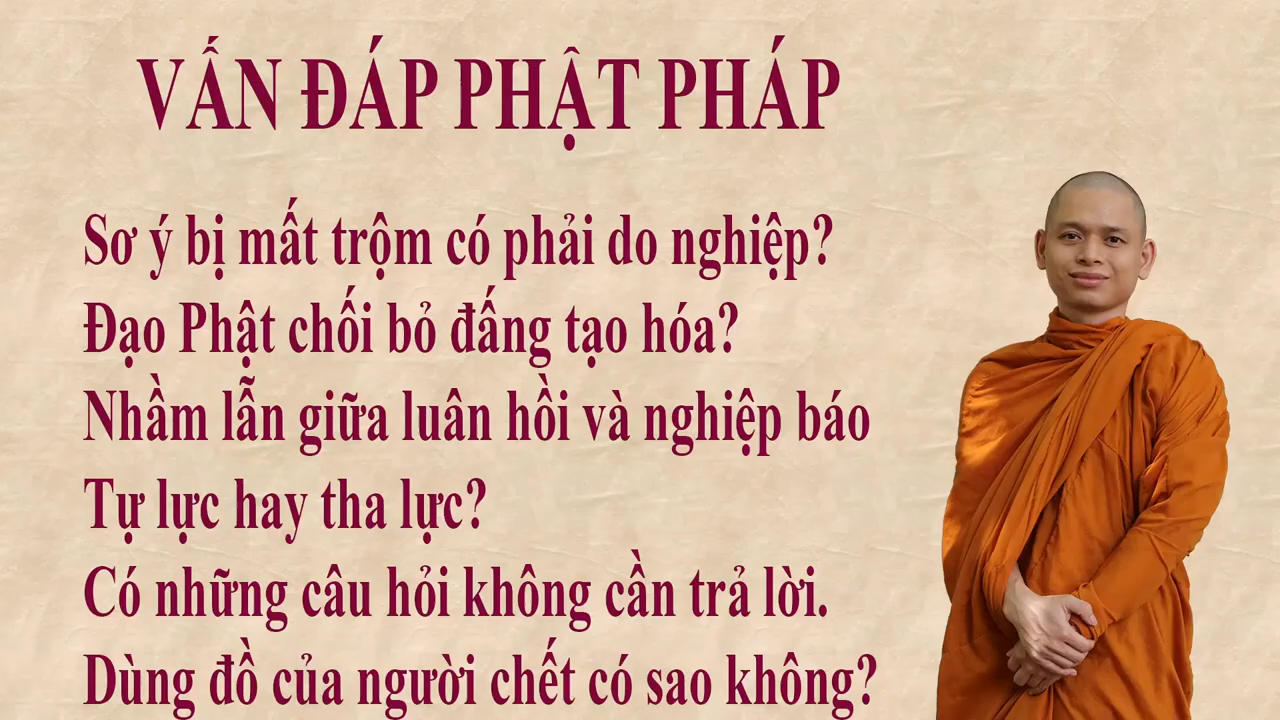 VẤN ĐÁP PHẬT PHÁP
Sơ ý bị mất trộm có phải do nghiệp?
Đạo Phật chối bỏ đấng tạo hóa?
Nhầm lẫn giữa luân hồi và nghiệp báo
Tự lực hay tha lực?
Có những câu hỏi không cần trả lời.
Dùng đồ của người chết có sao không?